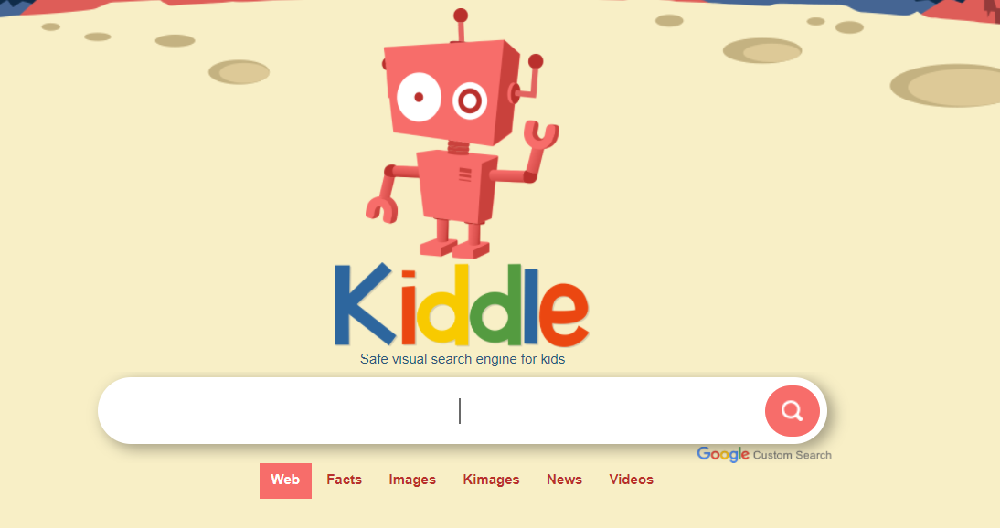 Kiddle
Safe visual search engine for kids
Google Custom Search
Web Facts Images Kimages News Videos